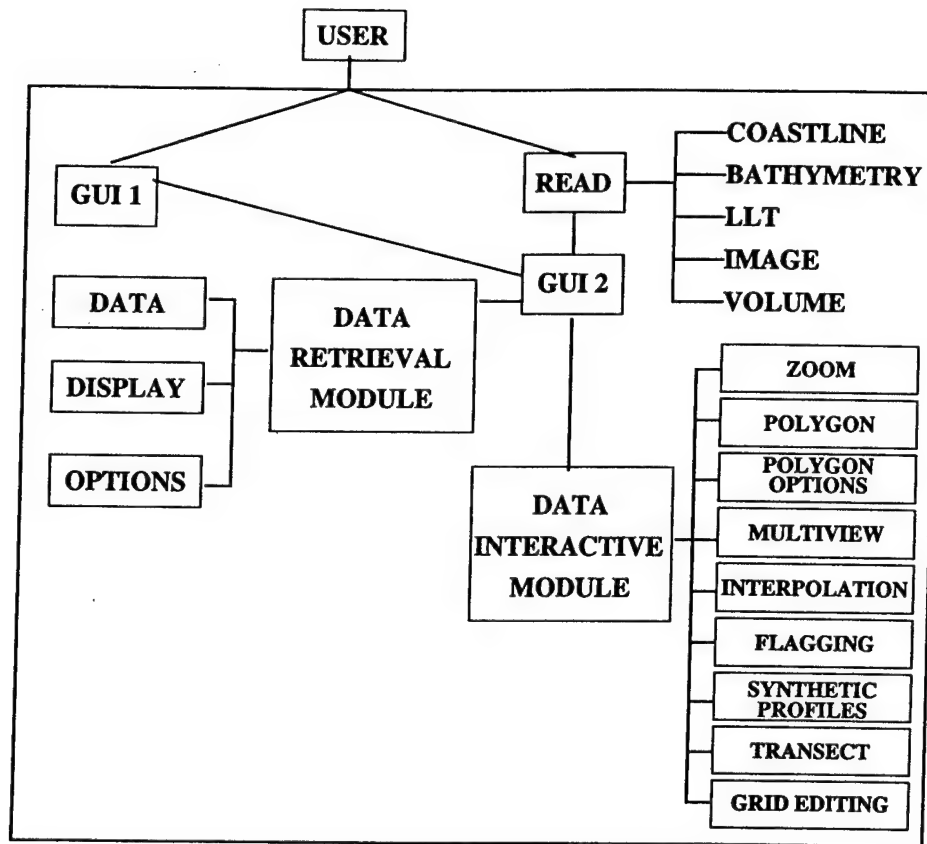 USER
GUI 1
READ
COASTLINE
BATHYMETRY
LLT
IMAGE
VOLUME
GUI 2
DATA
DISPLAY
OPTIONS
DATA
RETRIEVAL
MODULE
DATA
INTERACTIVE
MODULE
ZOOM
POLYGON
POLYGON
OPTIONS
MULTIVIEW
INTERPOLATION
FLAGGING
SYNTHETIC
PROFILES
TRANSECT
GRID EDITING